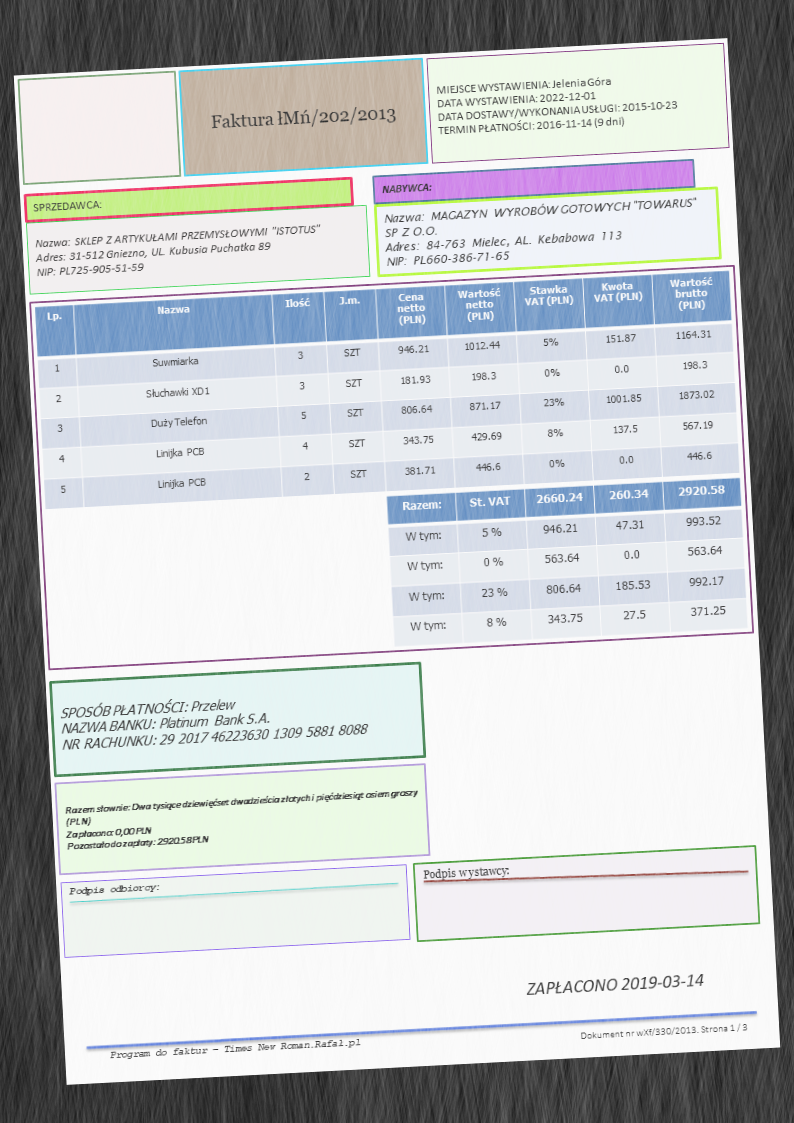 Faktura łMń/202/2013
MIEJSCE WYSTAWIENIA: Jelenia Góra
DATA WYSTAWIENIA: 2022-12-01
DATA DOSTAWY/WYKONANIA USŁUGI: 2015-10-23
TERMIN PŁATNOŚCI: 2016-11-14 (9 dni)
SPRZEDAWCA:
Nazwa: SKLEP Z ARTYKUŁAMI PRZEMYSŁOWYMI "ISTOTUS"
Adres: 31-512 Gniezno, UL. Kubusia Puchatka 89
NIP: PL725-905-51-59
NABYWCA:
Nazwa: MAGAZYN WYROBÓW GOTOWYCH "TOWARUS"
SP Z O.O.
Adres: 84-763 Mielec, AL. Kebabowa 113
NIP: PL660-386-71-65
Lp. Nazwa Ilość J.m. Cena netto (PLN) Wartość netto (PLN) Stawka VAT (PLN) Kwota VAT (PLN) Wartość brutto (PLN)
1 Suwmiarka 3 SZT 946.21 1012.44 5% 151.87 1164.31
2 Słuchawki XD1 3 SZT 181.93 198.3 0% 0.0 198.3
3 Duży Telefon 5 SZT 806.64 871.17 23% 1001.85 1873.02
4 Linijka PCB 4 SZT 343.75 429.69 8% 137.5 567.19
5 Linijka PCB 2 SZT 381.71 446.6 0% 0.0 446.6
Razem: St. VAT 2660.24 260.34 2920.58
W tym: 5 % 946.21 47.31 993.52
W tym: 0 % 563.64 0.0 563.64
W tym: 23 % 806.64 185.53 992.17
W tym: 8 % 343.75 27.5 371.25
SPOSÓB PŁATNOŚCI: Przelew
NAZWA BANKU: Platinum Bank S.A.
NR RACHUNKU: 29 2017 46223630 1309 5881 8088
Razem słownie: Dwa tysiące dziewięćset dwadzieścia złotych i pięćdziesiąt osiem groszy
(PLN)
Zapłacono: 0,00 PLN
Pozostało do zapłaty: 2920.58 PLN
Podpis odbiorcy:
Podpis wystawcy:
ZAPŁACONO 2019-03-14
Program do faktur – Times New Roman.Rafał.pl
Dokument nr wXf/330/2013. Strona 1 / 3